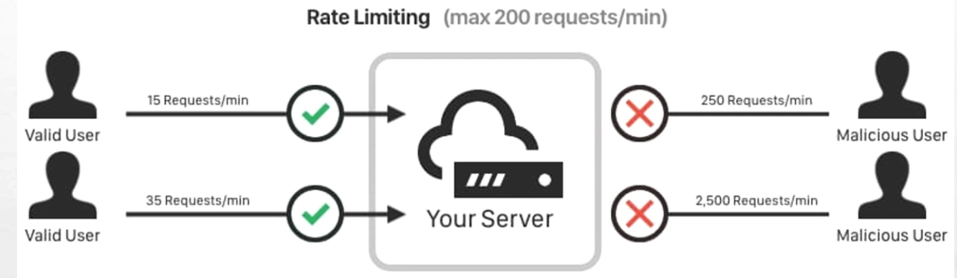 Rate Limiting (max 200 requests/min)
15 Requests/min
250 Requests/min
Valid User
Malicious User
35 Requests/min
2,500 Requests/min
Your Server
Valid User
Malicious User